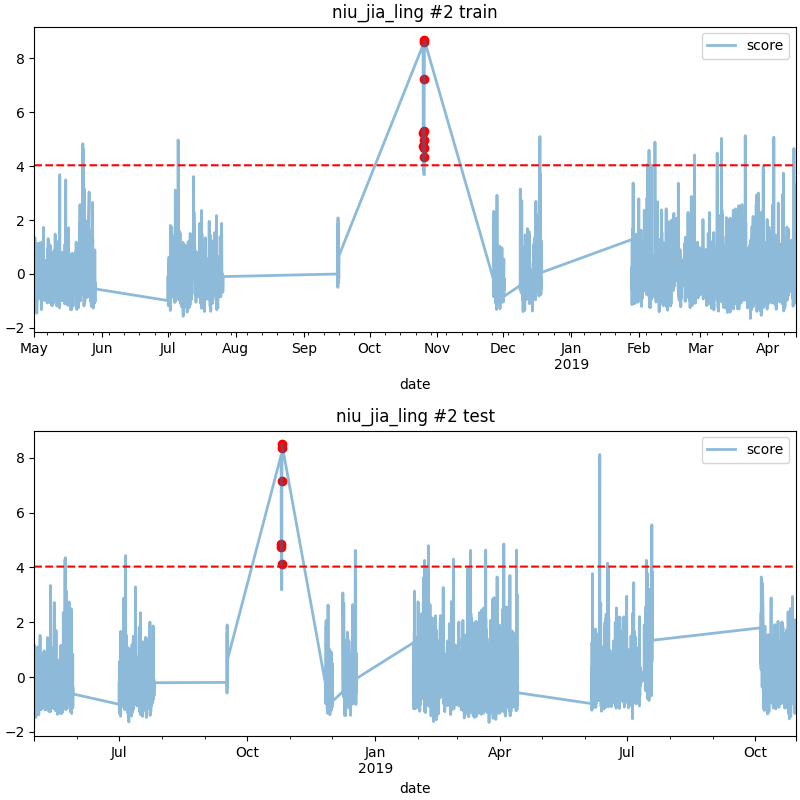 niu_jia_ling #2 train
8
6
4
2
0
−2
score
May Jun Jul Aug Sep Oct Nov Dec Jan Feb Mar Apr
2019
date
niu_jia_ling #2 test
8
6
4
2
0
−2
score
Jul Oct Jan Apr Jul Oct
2019
date